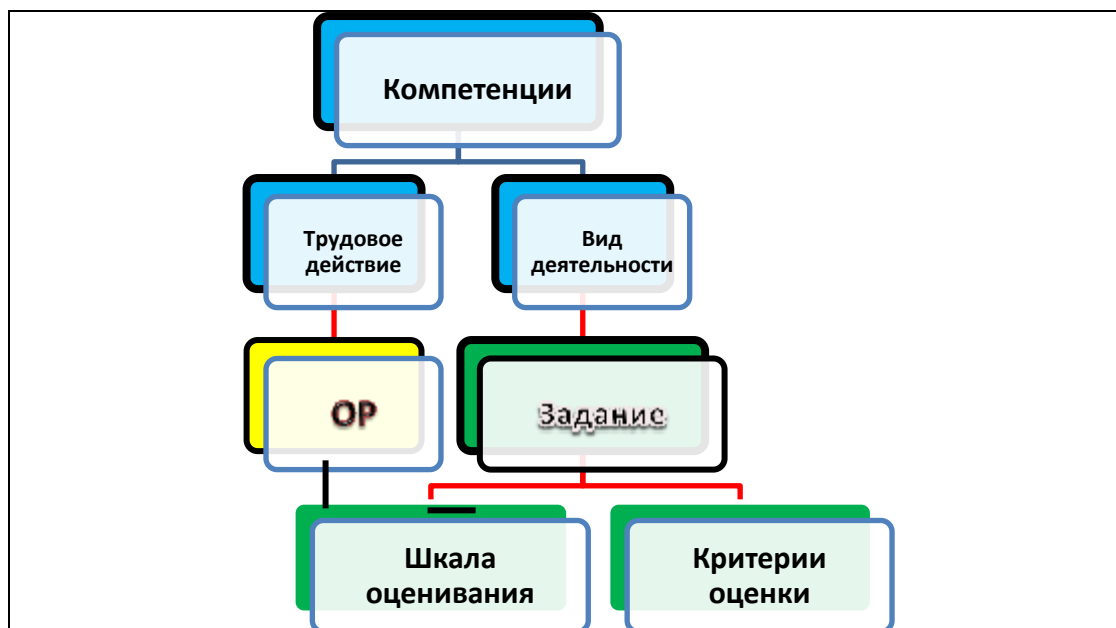 Компетенции
Трудовое
действие
Вид
деятельности
ОР
Задание
Шкала
оценивания
Критерии
оценки